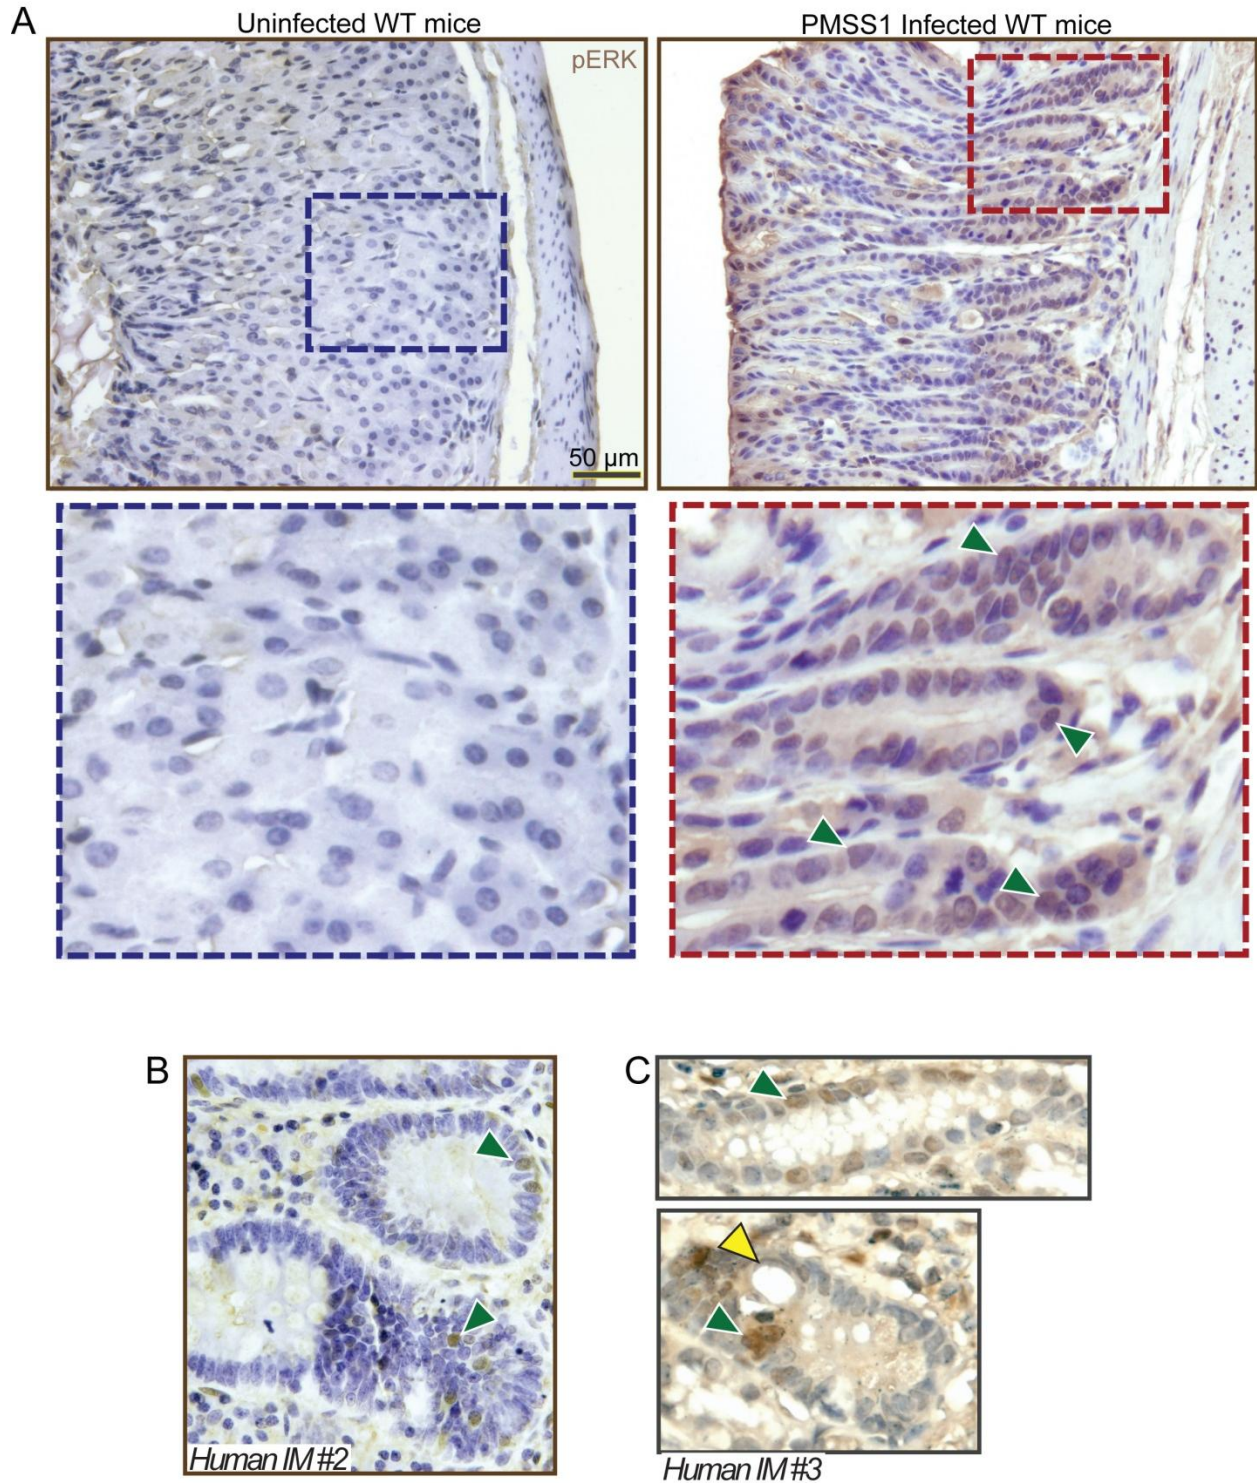 A
Uninfected WT mice
PMSS1 Infected WT mice
pERK
50 μm
B
C
Human IM #2
Human IM #3